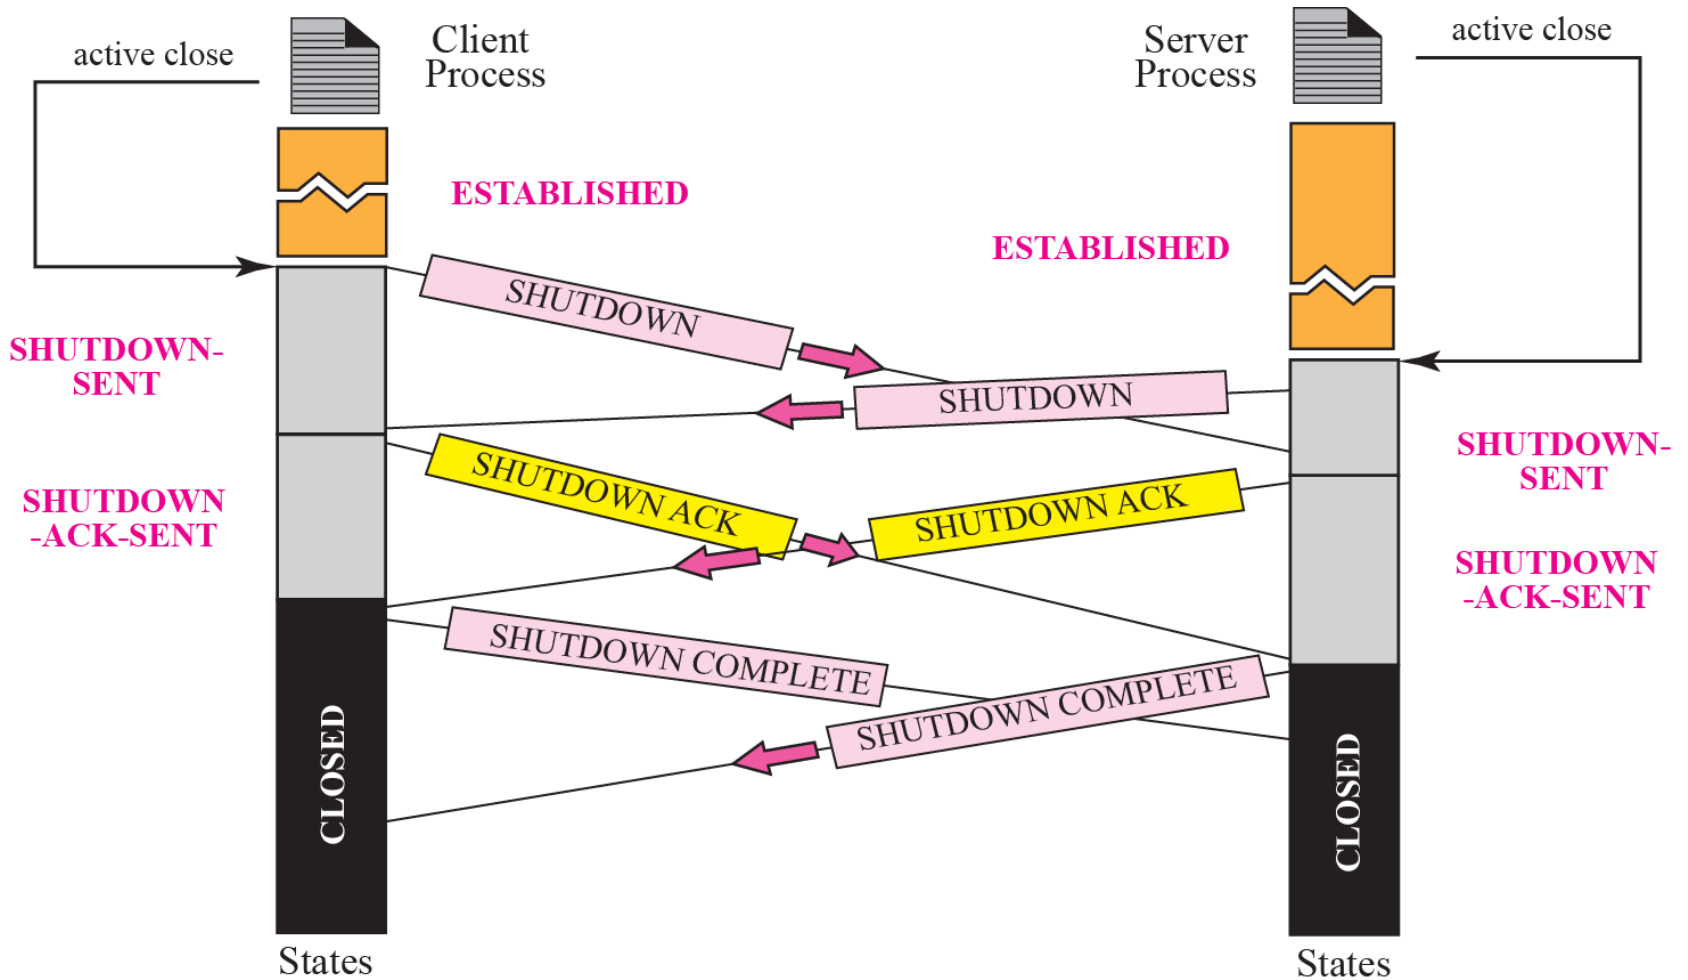 active close
Client
Process
Server
Process
active close
ESTABLISHED
ESTABLISHED
SHUTDOWN
SHUTDOWN-
SENT
SHUTDOWN
SHUTDOWN-
SENT
SHUTDOWN ACK
SHUTDOWN ACK
SHUTDOWN
-ACK-SENT
SHUTDOWN
-ACK-SENT
SHUTDOWN COMPLETE
SHUTDOWN COMPLETE
CLOSED
CLOSED
States
States